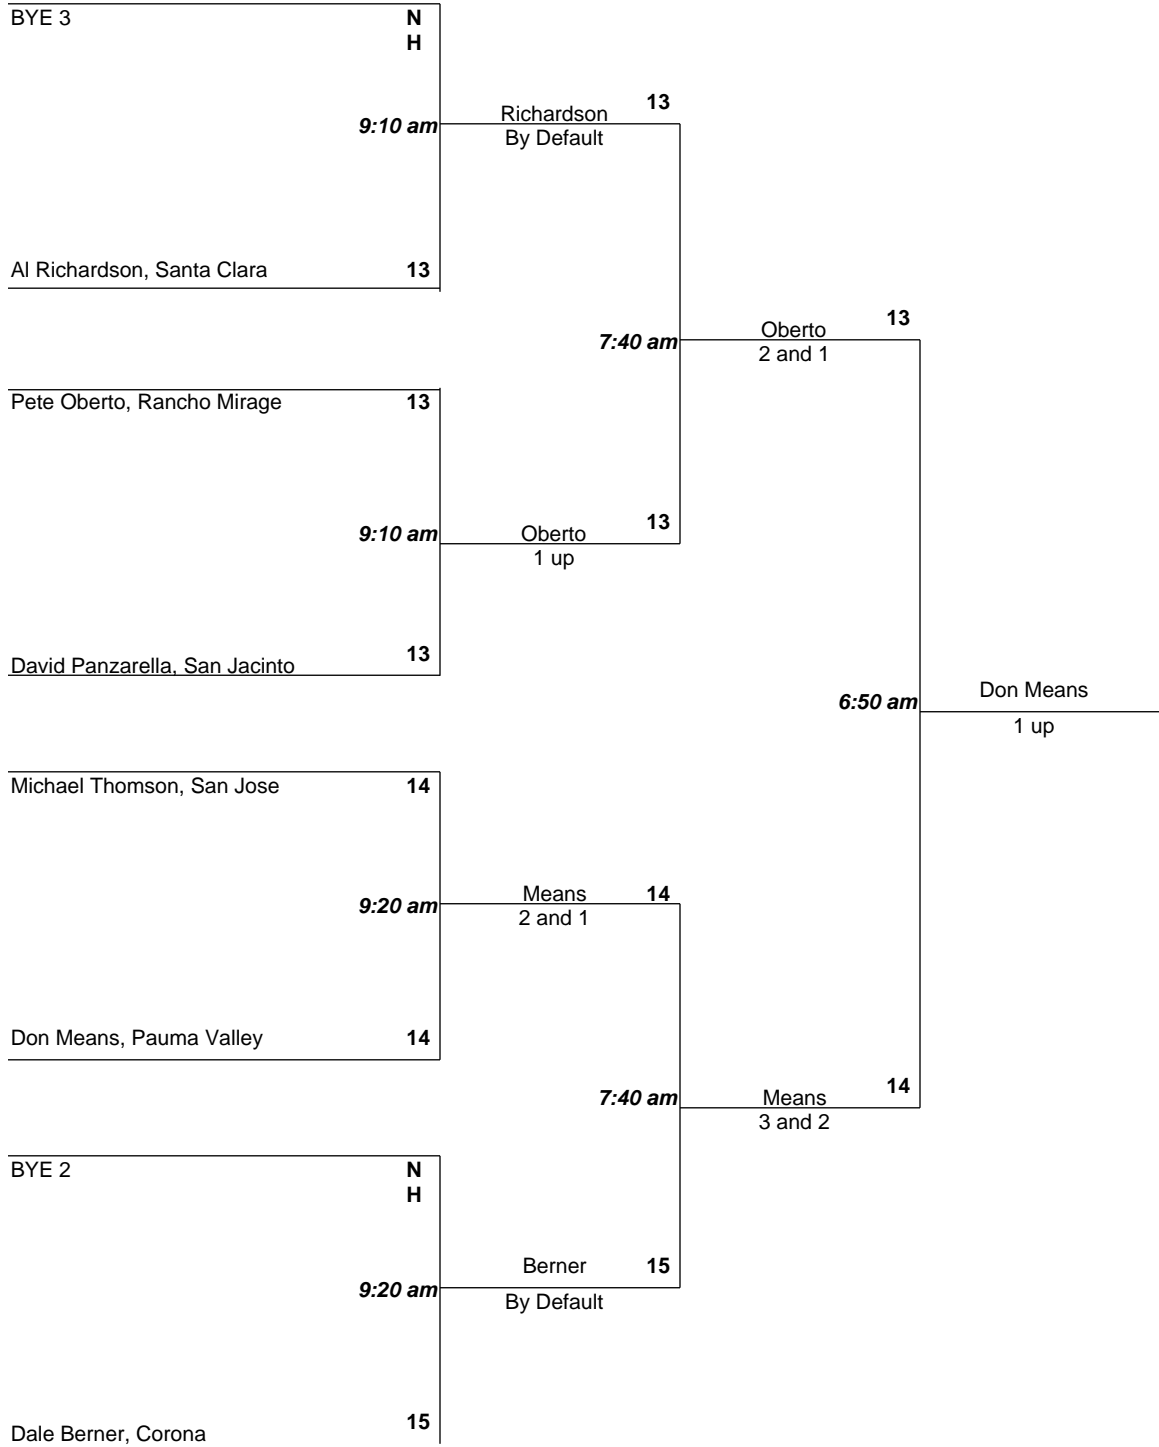 BYE 3 N
H
Richardson 13
9:10 am By Default
Al Richardson, Santa Clara 13
Oberto 13
7:40 am 2 and 1
Pete Oberto, Rancho Mirage 13
Oberto 13
9:10 am 1 up
David Panzarella, San Jacinto 13
Don Means
6:50 am 1 up
Michael Thomson, San Jose 14
Means 14
9:20 am 2 and 1
Don Means, Pauma Valley 14
Means 14
7:40 am 3 and 2
BYE 2 N
H
Berner 15
9:20 am By Default
Dale Berner, Corona 15